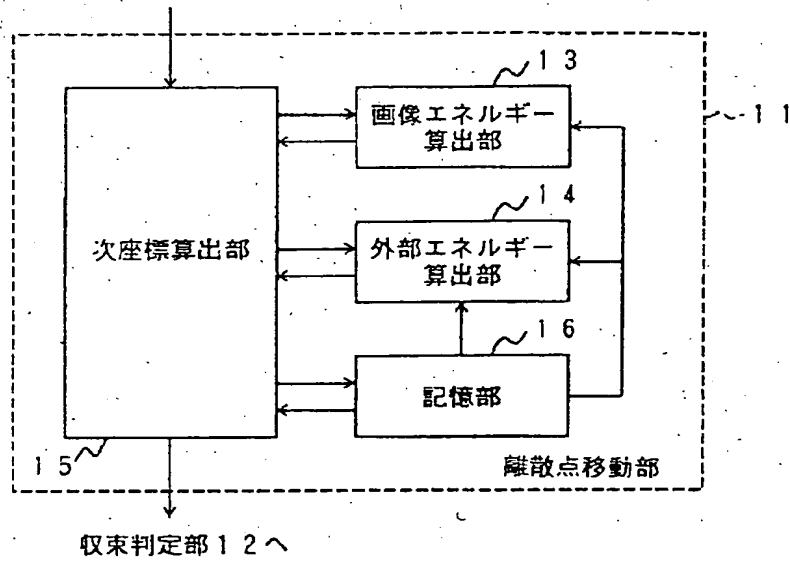 13
画像エネルギー
算出部
11
14
次座標算出部
外部エネルギー
算出部
16
記憶部
15
離散点移動部
収束判定部12へ